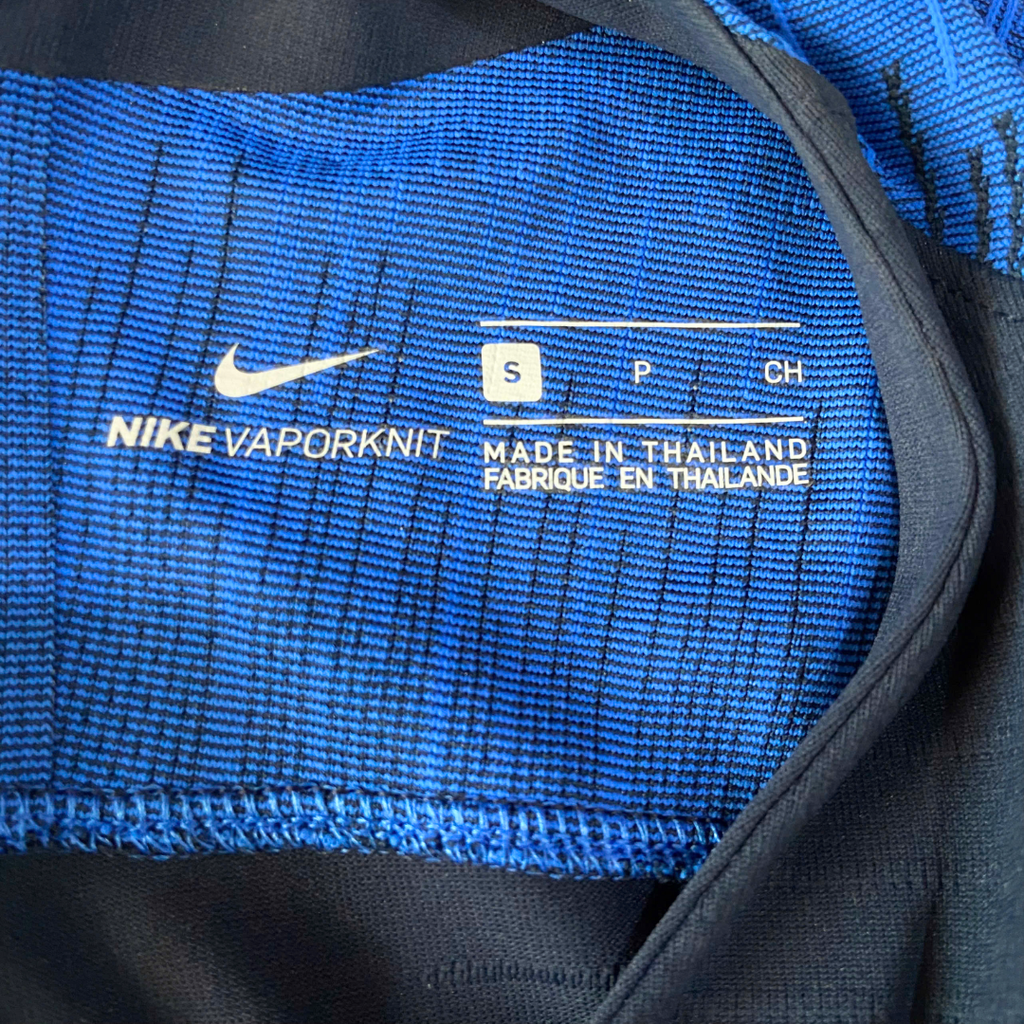 NIKE VAPORKNIT
S P CH
MADE IN THAILAND
FABRIQUE EN THAILANDE